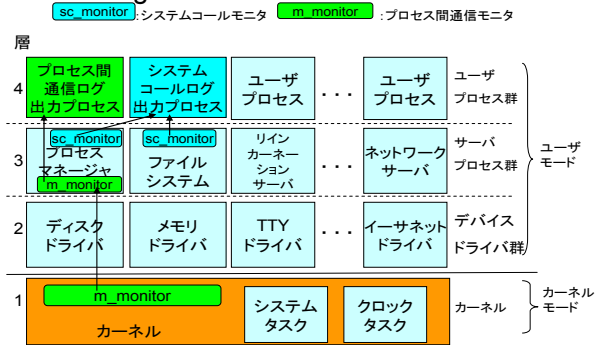 sc_monitor :システムコールモニタ m_monitor :プロセス間通信モニタ
層
4
プロセス間
通信ログ
出力プロセス
システム
コールログ
出力プロセス
ユーザ
プロセス
...
ユーザ
プロセス
ユーザ
プロセス群
3
sc_monitor
プロセス
マネージャ
m_monitor
sc_monitor
ファイル
システム
リイン
カーネー
ション
サーバ
...
ネットワーク
サーバ
サーバ
プロセス群
ユーザ
モード
2
ディスク
ドライバ
メモリ
ドライバ
TTY
ドライバ
...
イーサネット
ドライバ
デバイス
ドライバ群
1
m_monitor
カーネル
システム
タスク
クロック
タスク
カーネル
カーネル
モード